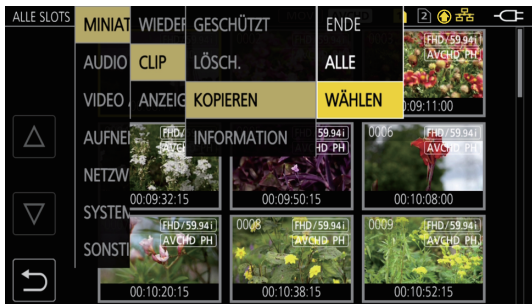 ALLE SLOTS
MINIAT WIEDER GESCHÜTZT ENDE 2
FHD/59.94i
AVCHD PH
AUDIO CLIP LÖSCH. ALLE
VIDEO ANZEIG KOPIEREN WÄHLEN :09:11:00
AUFNE FHD/ INFORMATION 59.94i 0006 FHD/59.94i
AVC HD PH AVCHD PH
NETZW
00:09:32:15 00:09:50:15 00:10:08:00
SYSTEM
FHD/59.94i 0008 FHD/59.94i 0009 FHD/59.94i
AVCHD PH AVCHD PH AVCHD PH
SONSTI
00:10:20:15 00:10:38:15 00:10:52:15